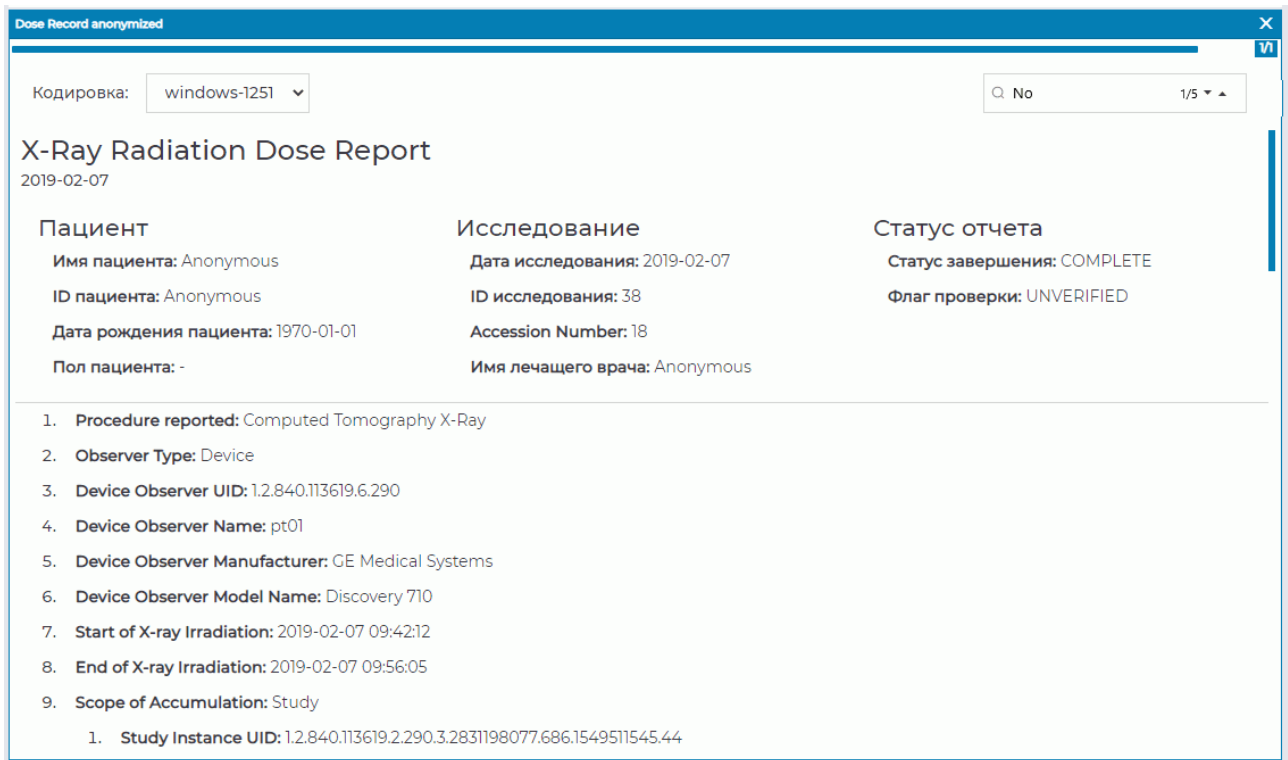 Dose Record anonymized
1/1
Кодировка: windows-1251
No 1/5
X-Ray Radiation Dose Report
2019-02-07
Пациент
Имя пациента: Anonymous
ID пациента: Anonymous
Дата рождения пациента: 1970-01-01
Пол пациента: -
Исследование
Дата исследования: 2019-02-07
ID исследования: 38
Accession Number: 18
Имя лечащего врача: Anonymous
Статус отчета
Статус завершения: COMPLETE
Флаг проверки: UNVERIFIED
1. Procedure reported: Computed Tomography X-Ray
2. Observer Type: Device
3. Device Observer UID: 1.2.840.113619.6.290
4. Device Observer Name: pt01
5. Device Observer Manufacturer: GE Medical Systems
6. Device Observer Model Name: Discovery 710
7. Start of X-ray Irradiation: 2019-02-07 09:42:12
8. End of X-ray Irradiation: 2019-02-07 09:56:05
9. Scope of Accumulation: Study
1. Study Instance UID: 1.2.840.113619.2.290.3.2831198077.686.1549511545.44